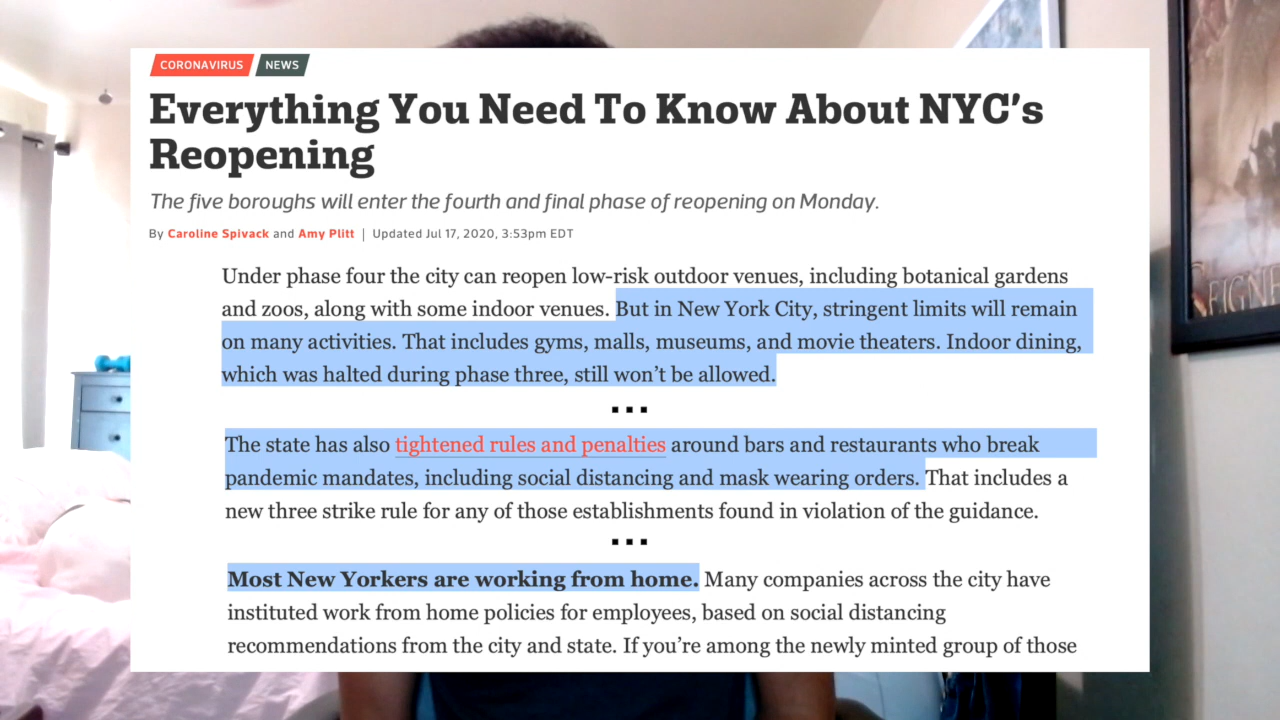 CORONAVIRUS NEWS
Everything You Need To Know About NYC's
Reopening
The five boroughs will enter the fourth and final phase of reopening on Monday.
By Caroline Spivack and Amy Plitt | Updated Jul 17, 2020, 3:53pm EDT
Under phase four the city can reopen low-risk outdoor venues, including botanical gardens
and zoos, along with some indoor venues. But in New York City, stringent limits will remain
on many activities. That includes gyms, malls, museums, and movie theaters. Indoor dining,
which was halted during phase three, still won’t be allowed.
...
The state has also tightened rules and penalties around bars and restaurants who break
pandemic mandates, including social distancing and mask wearing orders. That includes a
new three strike rule for any of those establishments found in violation of the guidance.
...
Most New Yorkers are working from home. Many companies across the city have
instituted work from home policies for employees, based on social distancing
recommendations from the city and state. If you’re among the newly minted group of those